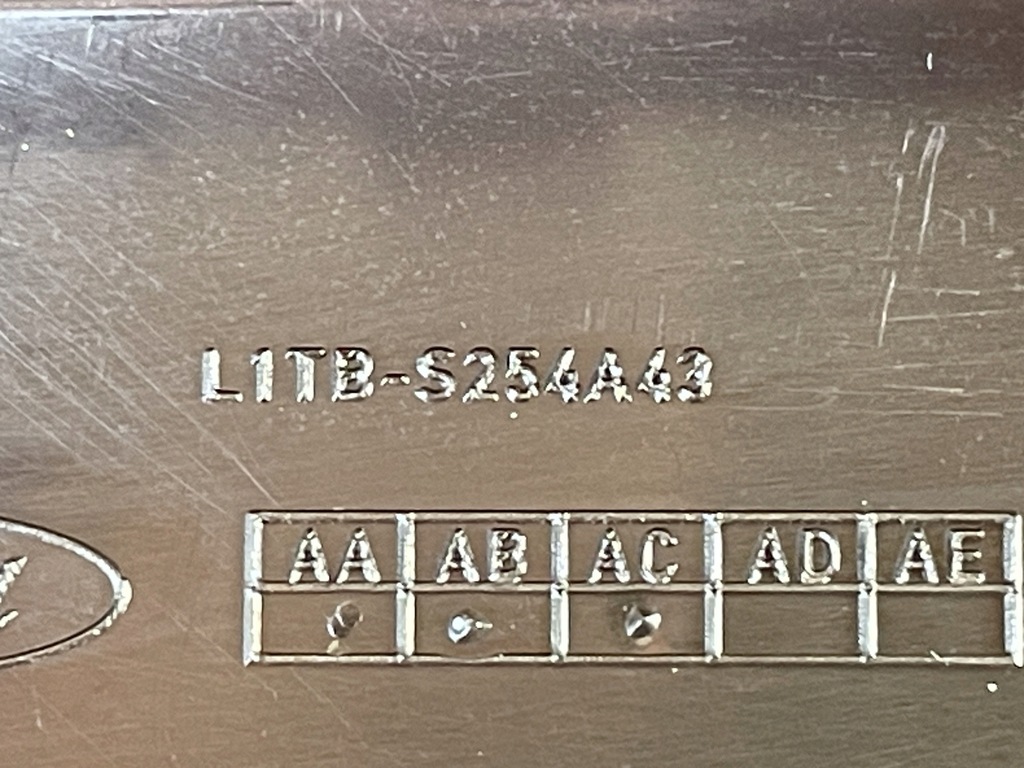 L1TB-S254A43
AA AB AC AD AE